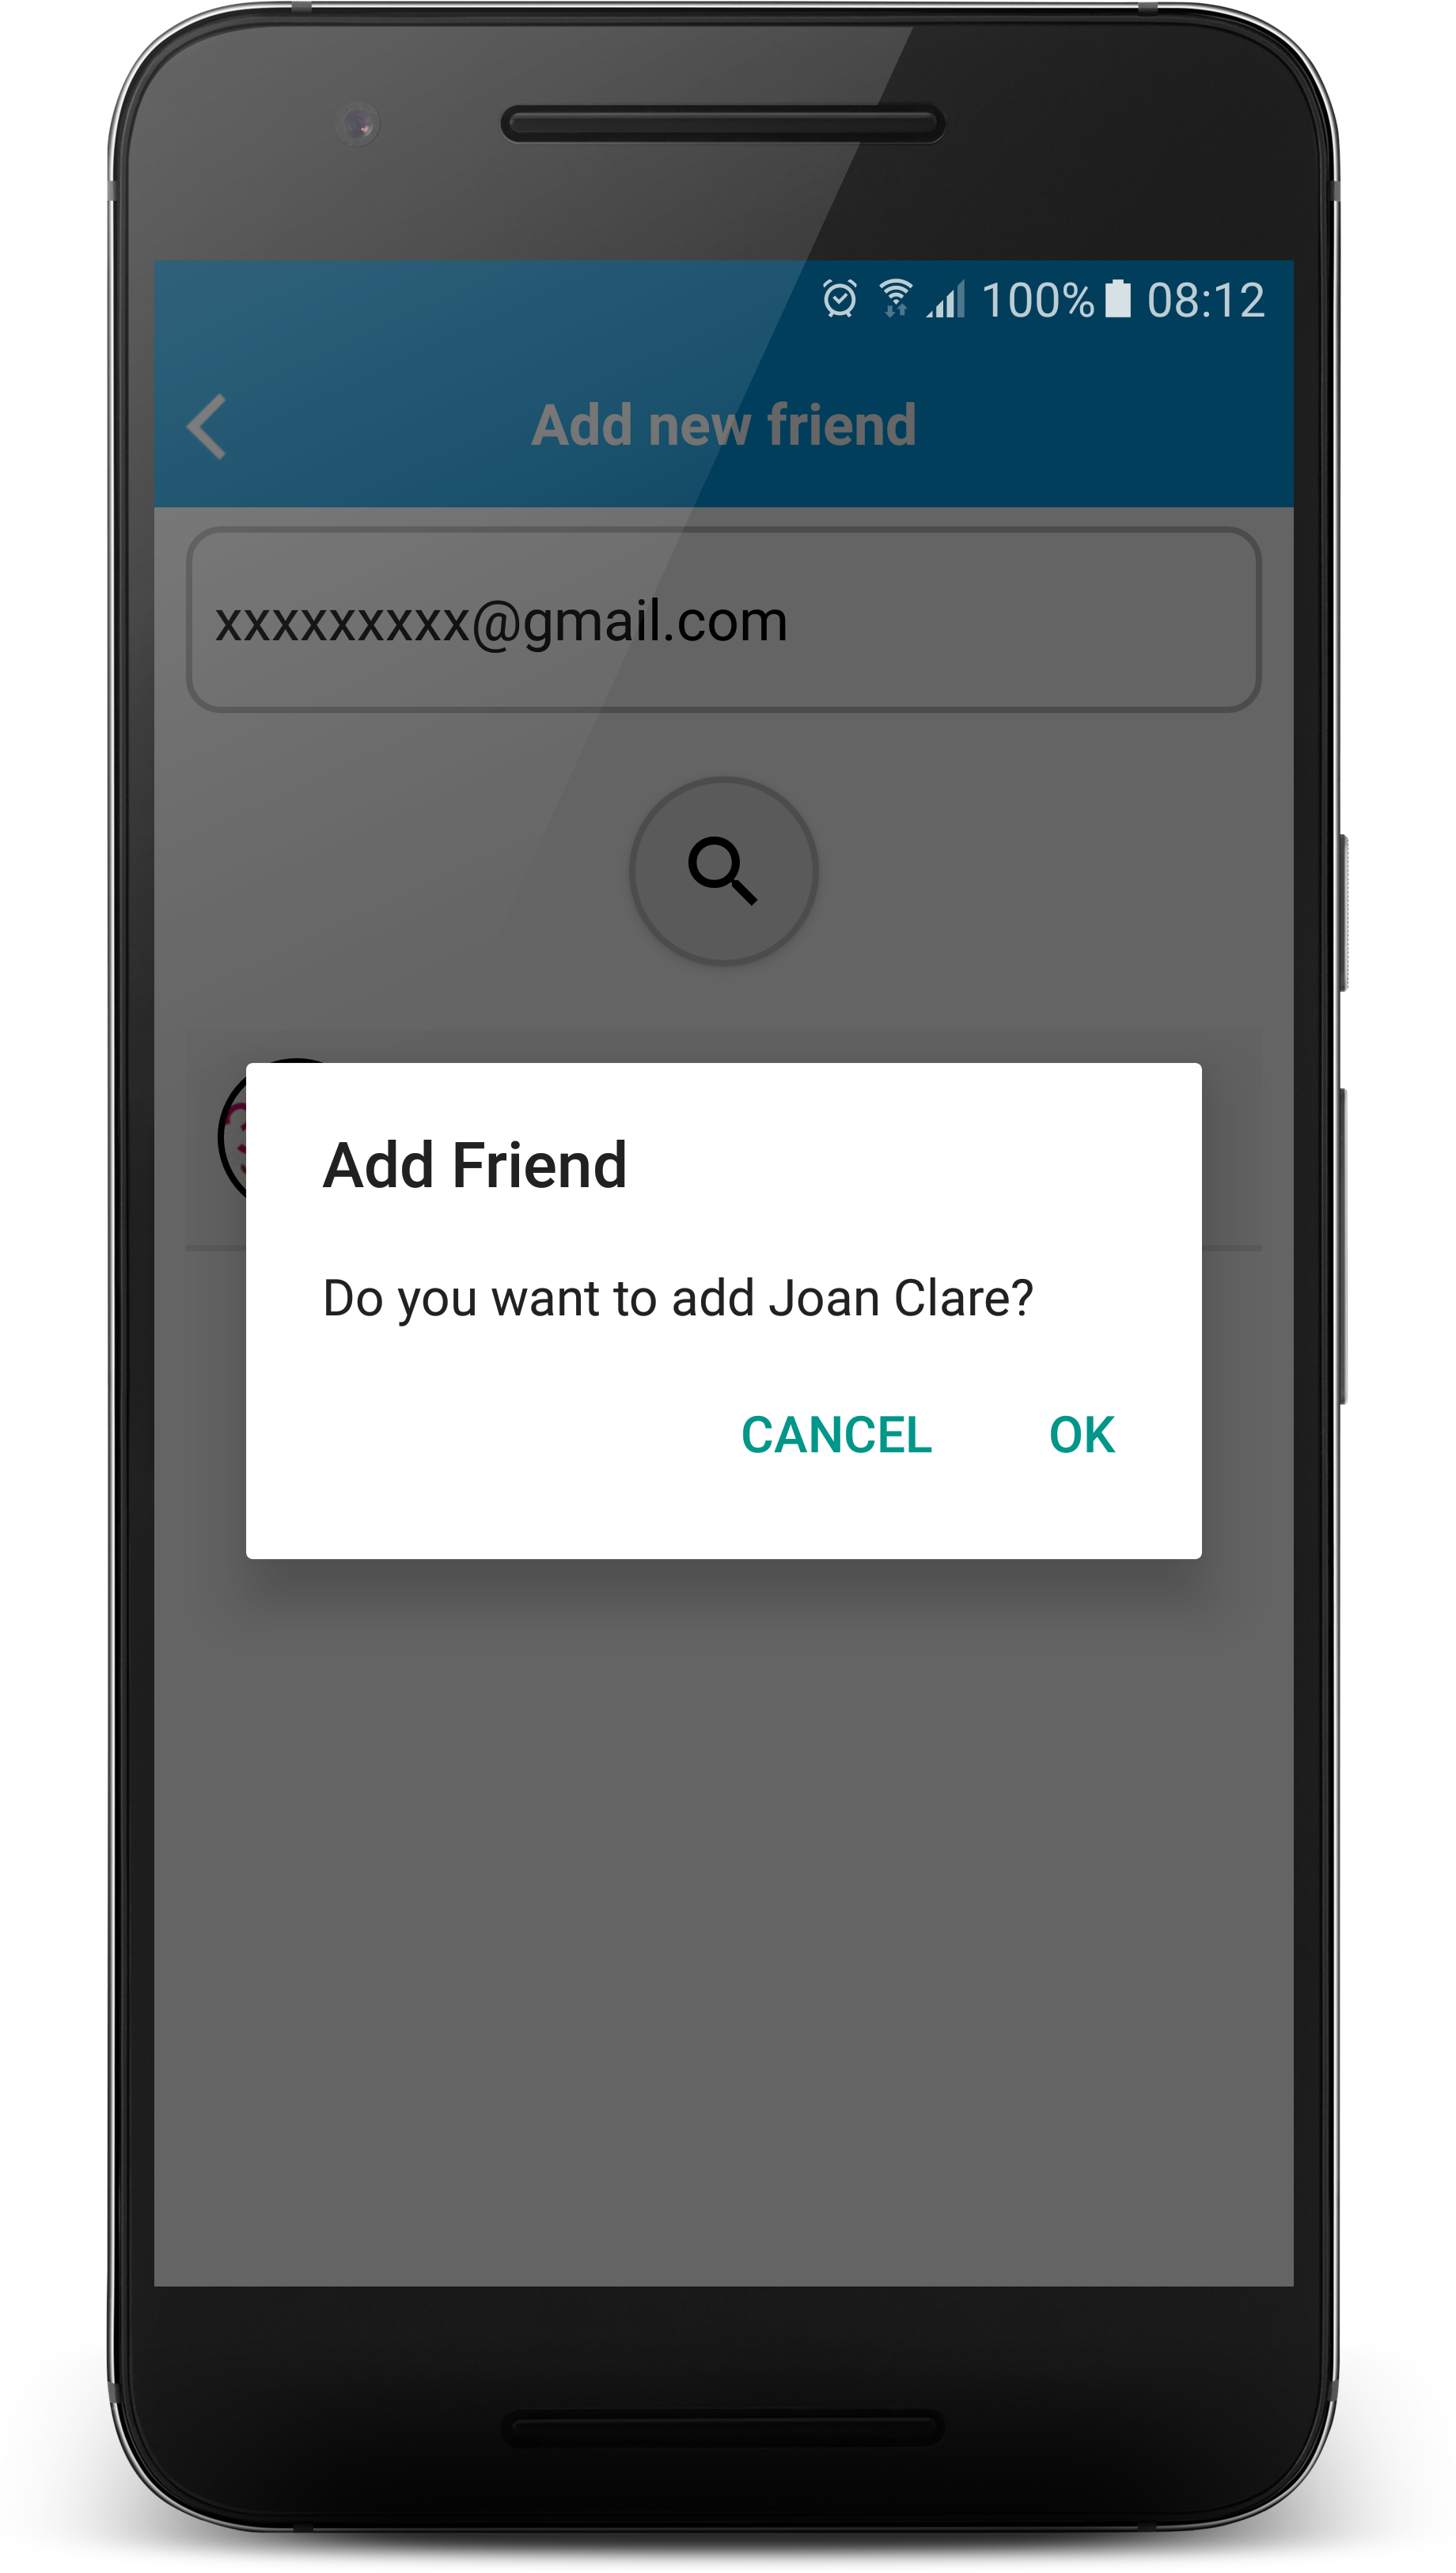 100% 08:12
Add new friend
xxxxxxxxx@gmail.com
Add Friend
Do you want to add Joan Clare?
CANCEL OK